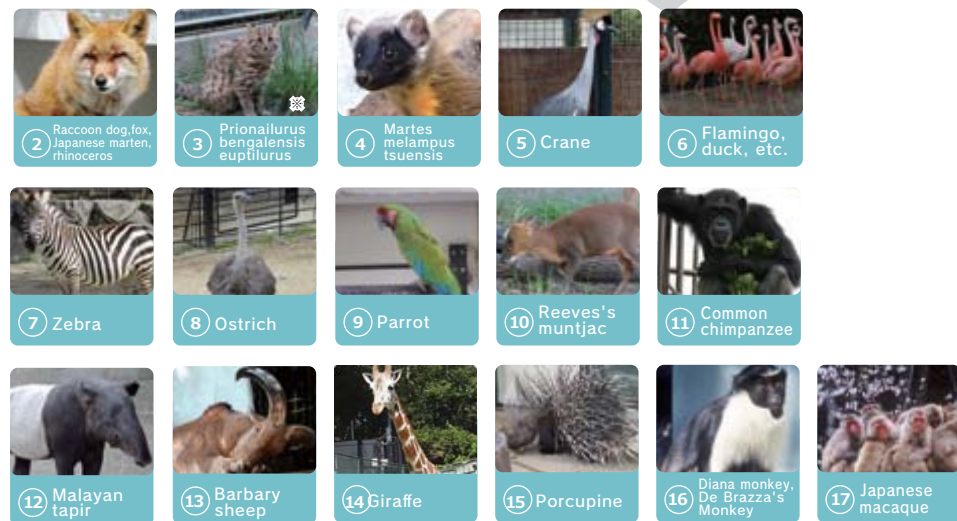 2
Raccoon dog,fox,
Japanese marten,
rhinoceros
3
Prionailurus
bengalensis
euptilurus
4
Martes
melampus
tsuensis
5 Crane
6
Flamingo,
duck, etc.
7 Zebra
8 Ostrich
9 Parrot
10
Reeves's
muntjac
11
Common
chimpanzee
12
Malayan
tapir
13
Barbary
sheep
14 Giraffe
15 Porcupine
16
Diana monkey,
De Brazza's
Monkey
17
Japanese
macaque